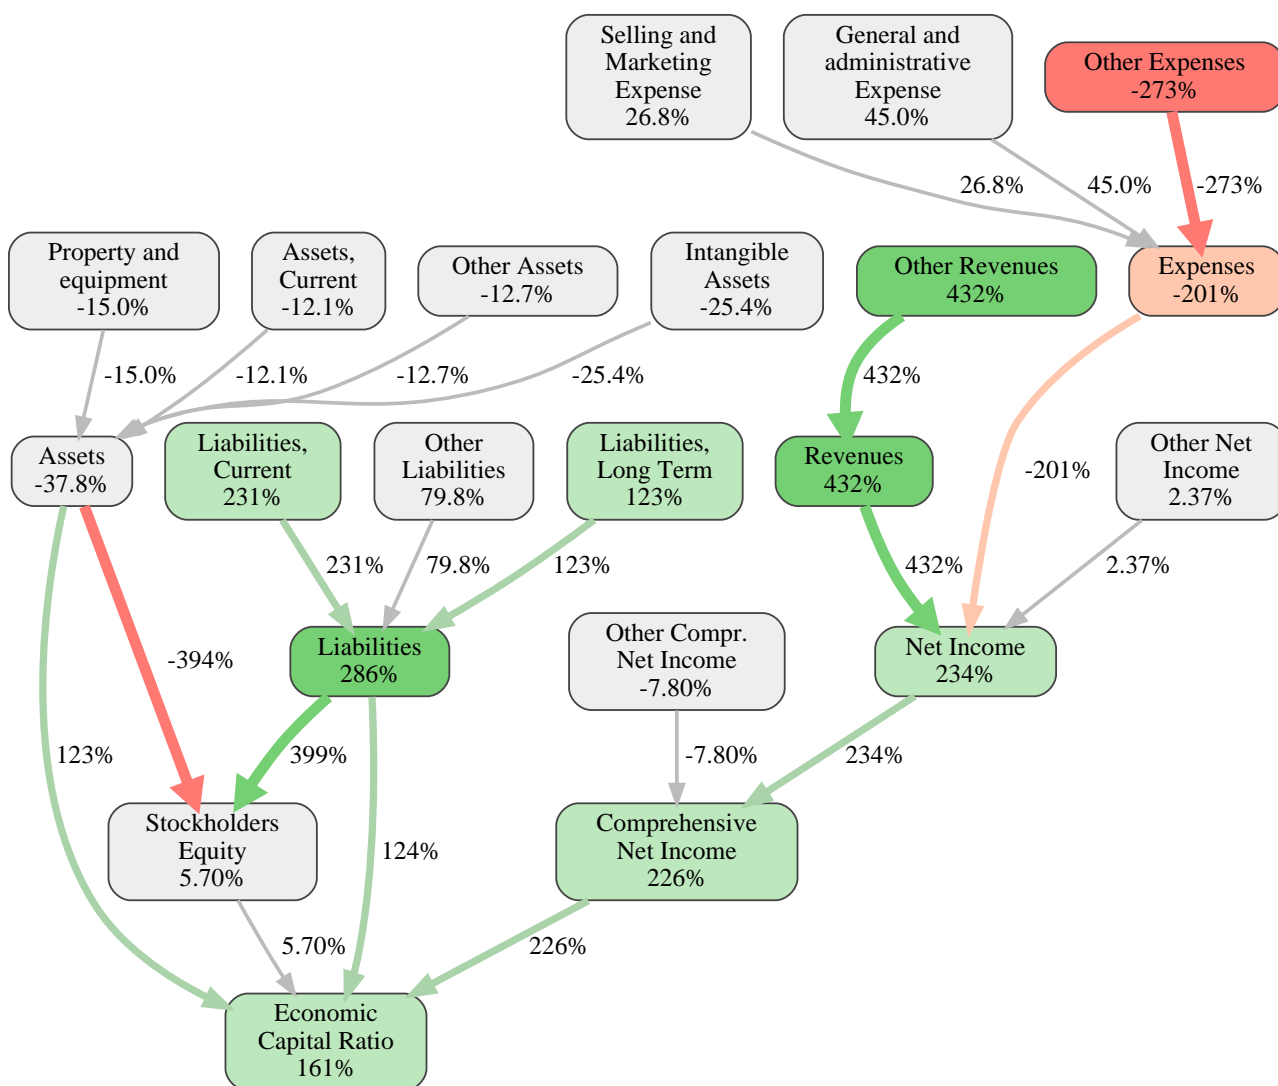 Selling and
Marketing
Expense
26.8%
General and
administrative
Expense
45.0%
Other Expenses
-273%
26.8%
45.0%
-273%
Property and
equipment
-15.0%
Assets,
Current
-12.1%
Other Assets
-12.7%
Intangible
Assets
-25.4%
Other Revenues
432%
Expenses
-201%
-15.0%
-12.1%
-12.7%
-25.4%
432%
Assets
-37.8%
Liabilities,
Current
231%
Other
Liabilities
79.8%
Liabilities,
Long Term
123%
Revenues
432%
-201%
Other Net
Income
2.37%
231%
79.8%
123%
432%
2.37%
-394%
Liabilities
286%
Other Compr.
Net Income
-7.80%
Net Income
234%
123%
399%
-7.80%
234%
Stockholders
Equity
5.70%
124%
Comprehensive
Net Income
226%
5.70%
226%
Economic
Capital Ratio
161%